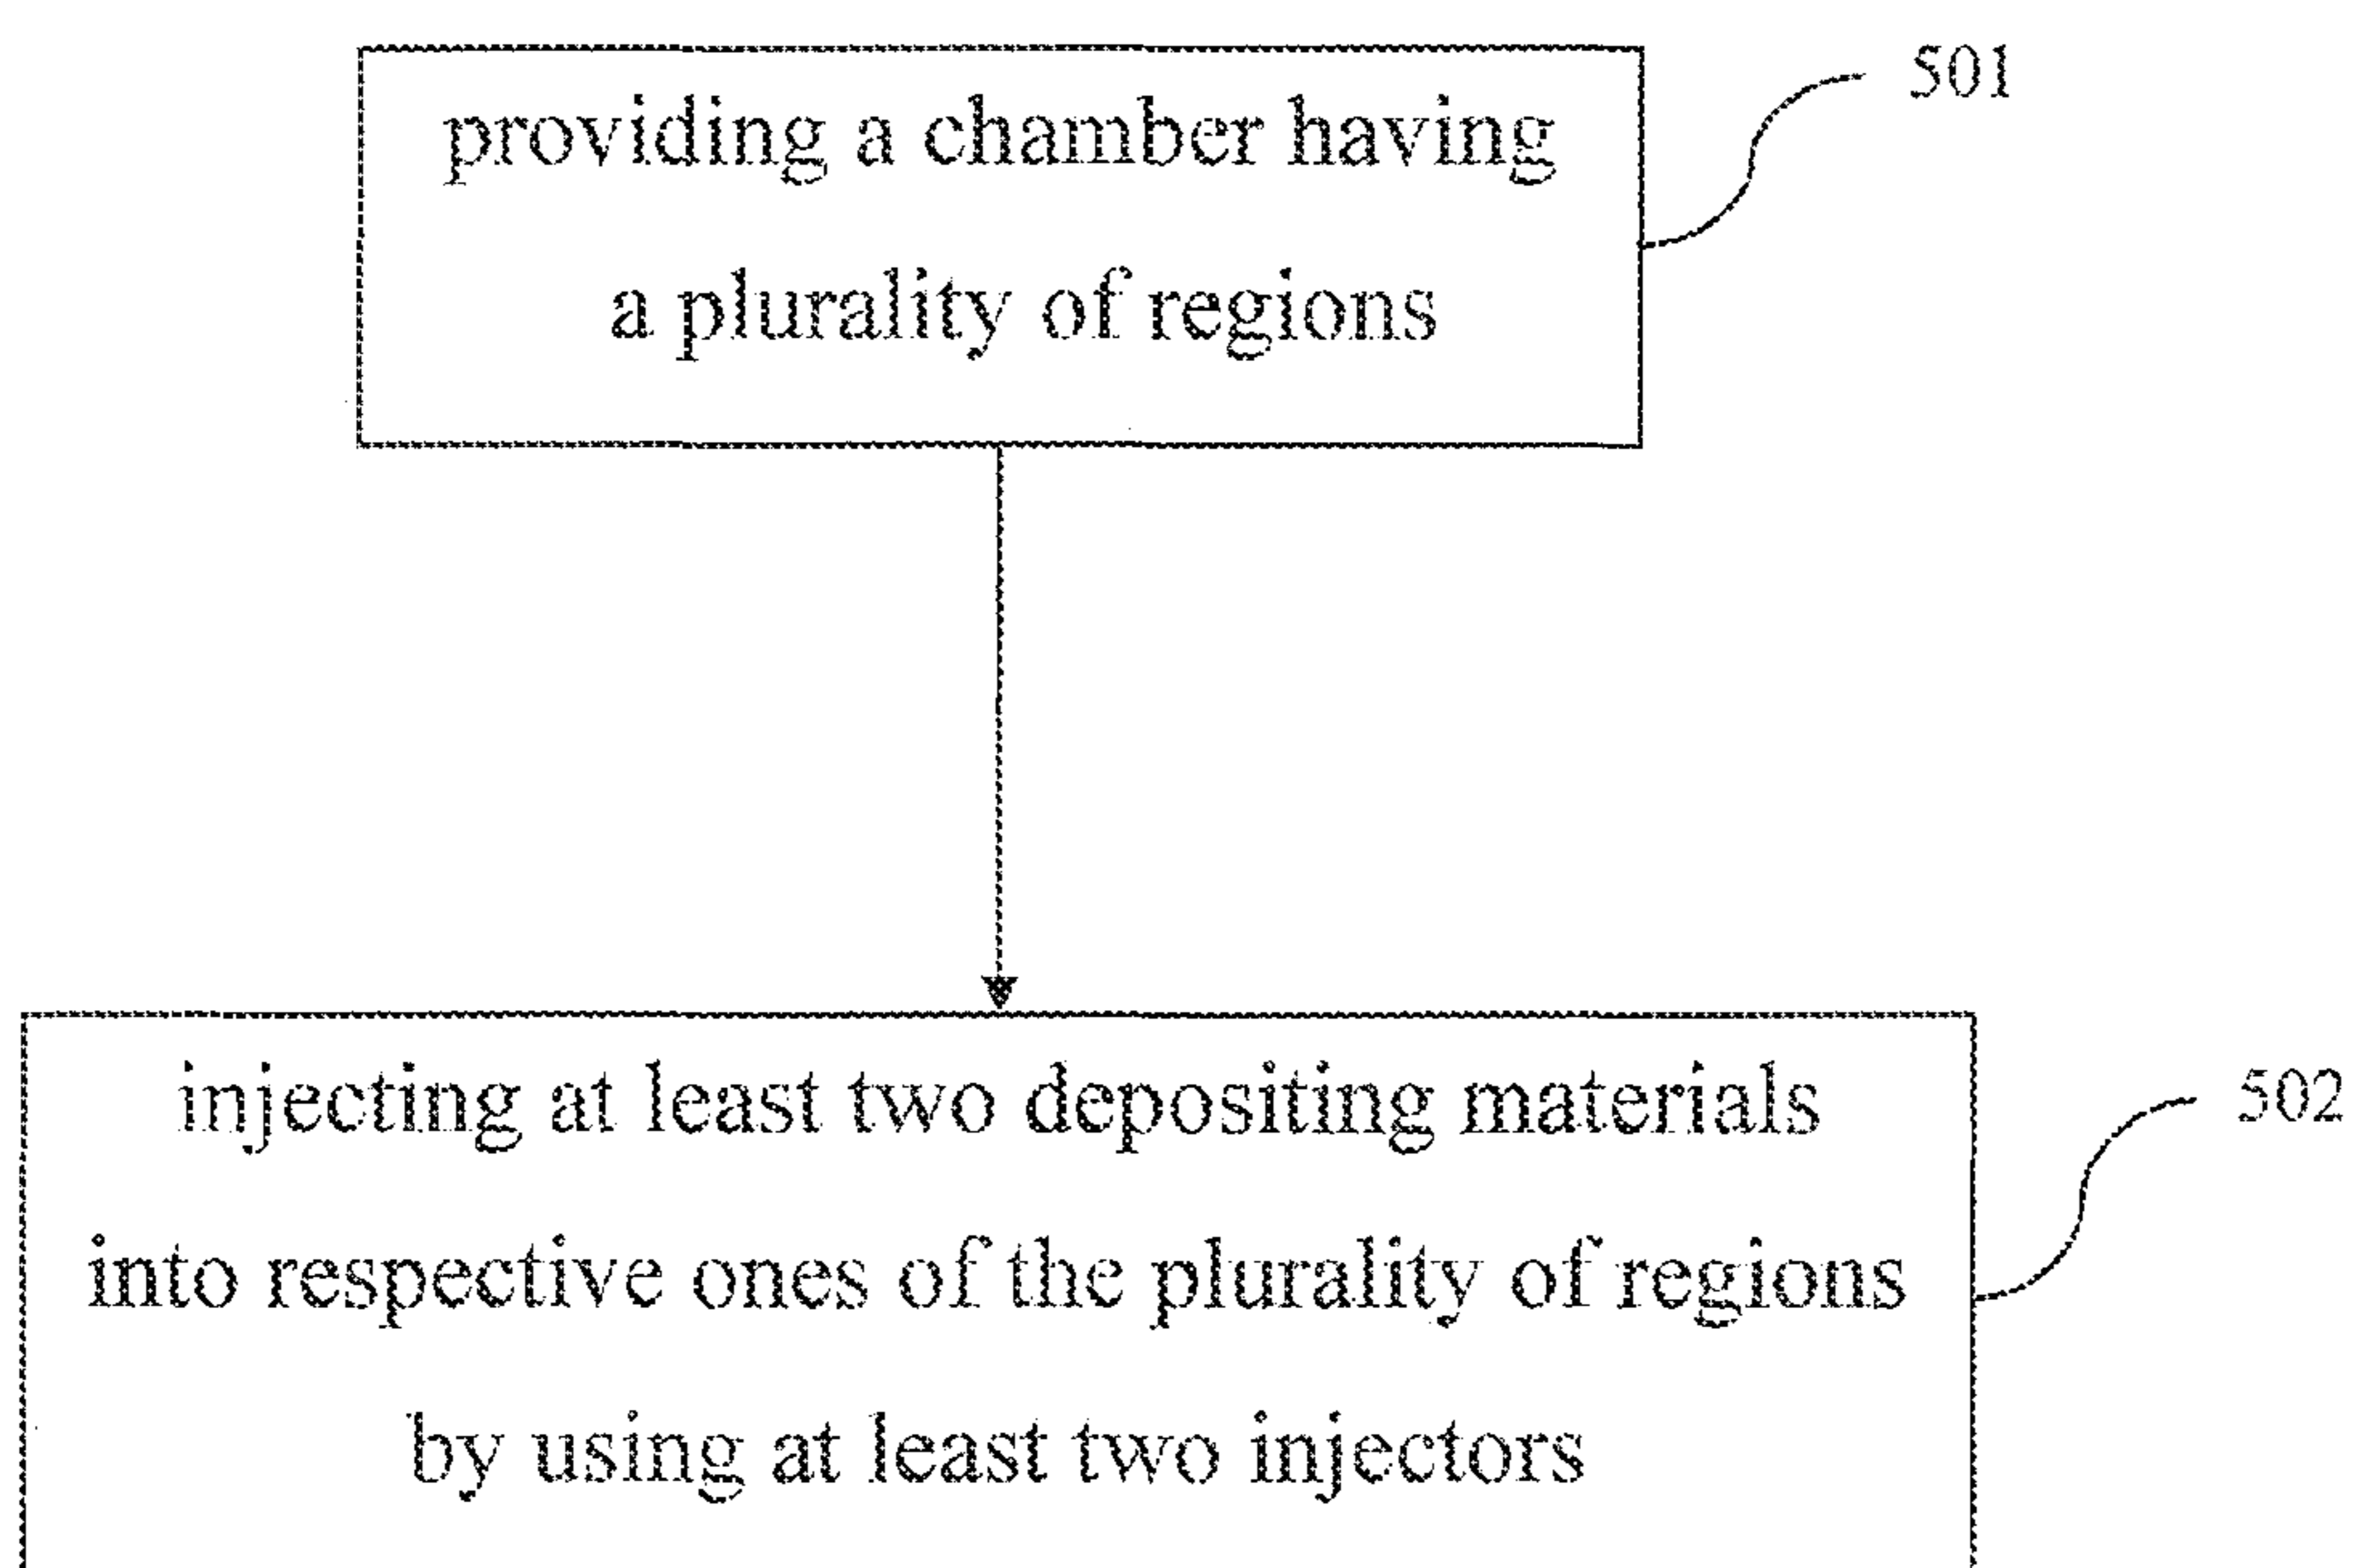 providing a chamber having
a plurality of regions
501
injecting at least two depositing materials
into respective ones of the plurality of regions
by using at least two injectors
502